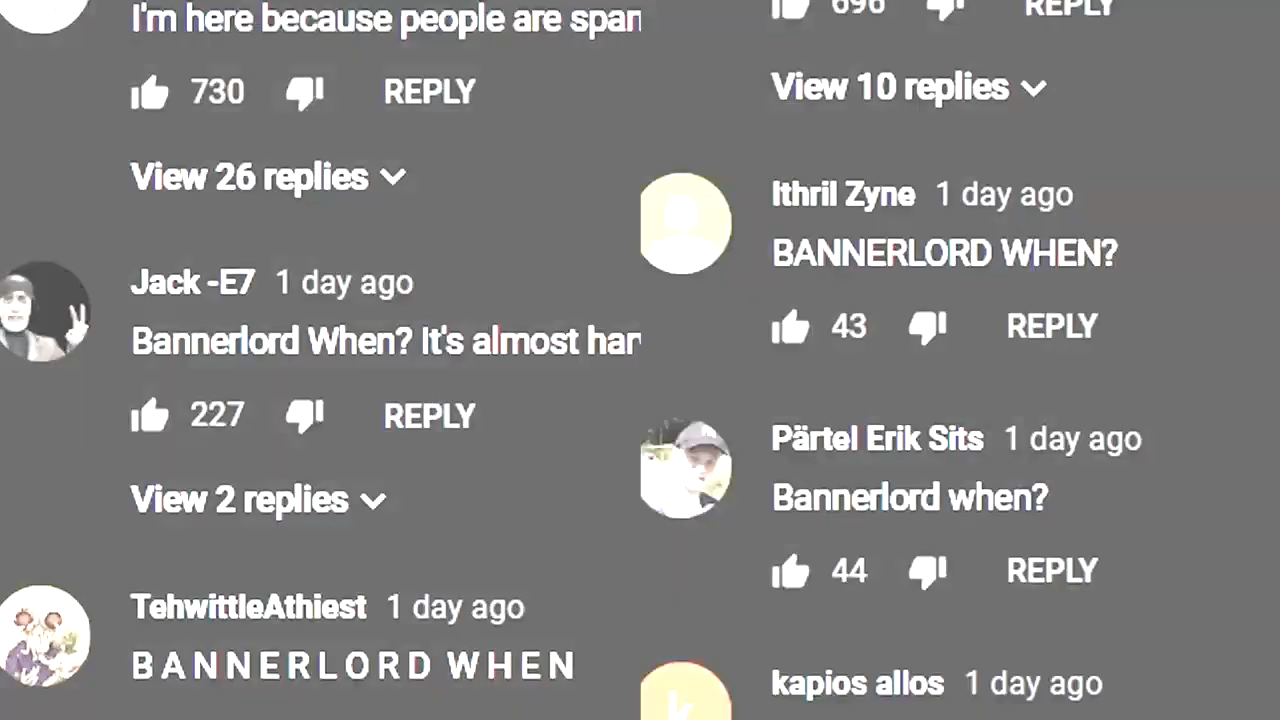 I'm here because people are
730 REPLY
View 26 replies
Jack -E7 1 day ago
Bannerlord When? It's almost
227 REPLY
View 2 replies
TehwittleAthiest 1 day ago
BANNERLORD WHEN
696 REPLY
View 10 replies
Ithril Zyne 1 day ago
BANNERLORD WHEN?
43 REPLY
Pärtel Erik Sits 1 day ago
Bannerlord when?
44 REPLY
kapios allos 1 day ago
k